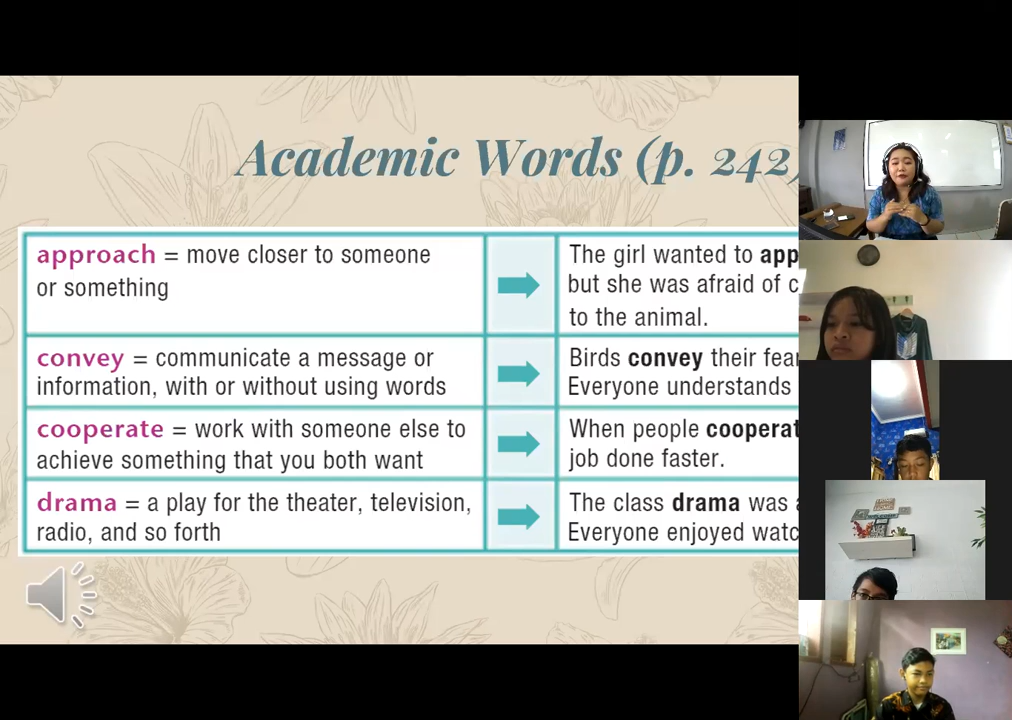 Academic Words (p. 242)
approach = move closer to someone
or something
The girl wanted to app
but she was afraid of c
to the animal.
convey = communicate a message or
information, with or without using words
Birds convey their fear
Everyone understands
cooperate = work with someone else to
achieve something that you both want
When people cooperat
job done faster.
drama = a play for the theater, television,
radio, and so forth
The class drama was a
Everyone enjoyed watc